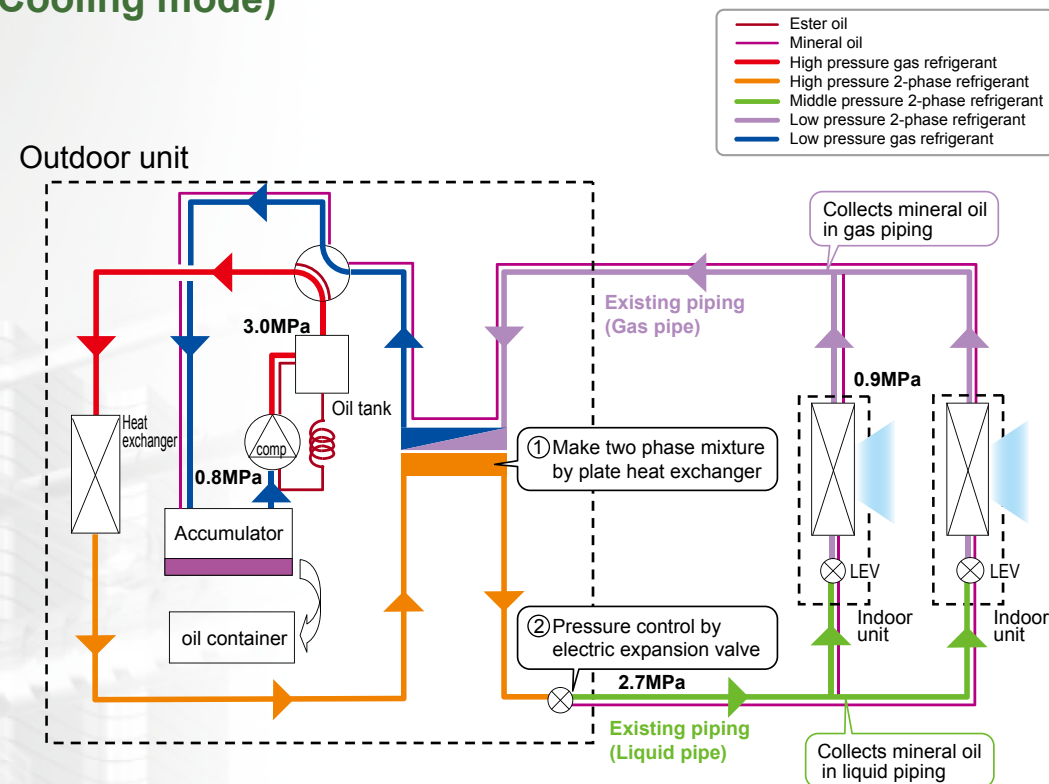 Cooling mode)
Ester oil
Mineral oil
High pressure gas refrigerant
High pressure 2-phase refrigerant
Middle pressure 2-phase refrigerant
Low pressure 2-phase refrigerant
Low pressure gas refrigerant
Outdoor unit
Collects mineral oil
in gas piping
Existing piping
(Gas pipe)
3.0MPa
Oil tank
0.9MPa
Heat
exchanger
comp
① Make two phase mixture
by plate heat exchanger
0.8MPa
Accumulator
LEV
LEV
oil container
Indoor
unit
Indoor
unit
② Pressure control by
electric expansion valve
2.7MPa
Existing piping
(Liquid pipe)
Collects mineral oil
in liquid piping